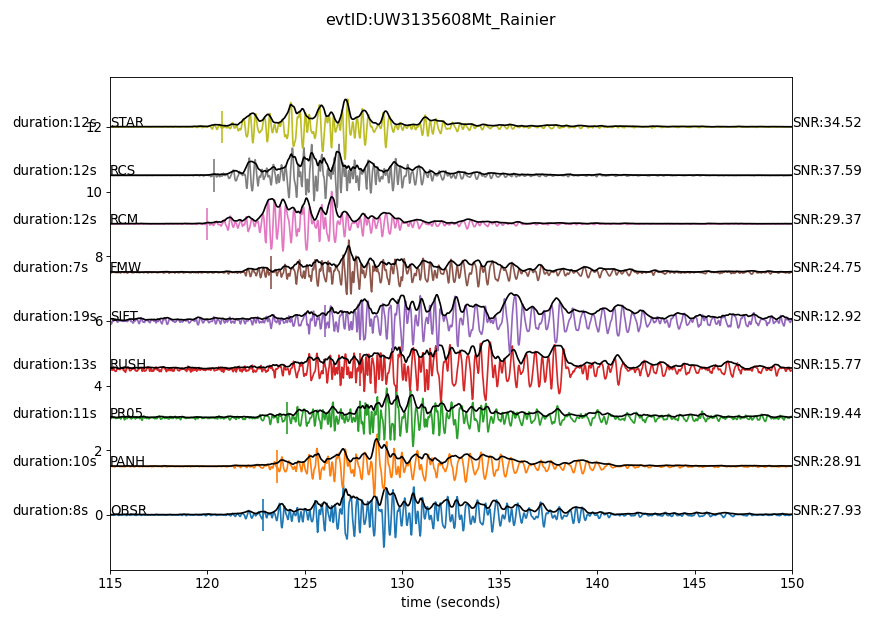 evtID:UW3135608Mt_Rainier
duration:12s 12 STAR SNR:34.52
duration:12s RCS SNR:37.59
10
duration:12s RCM SNR:29.37
8
duration:7s FMW SNR:24.75
duration:19s 6 SIFT SNR:12.92
duration:13s RUSH SNR:15.77
4
duration:11s PR05 SNR:19.44
2
duration:10s PANH SNR:28.91
duration:8s 0 OBSR SNR:27.93
115 120 125 130 135 140 145 150
time (seconds)